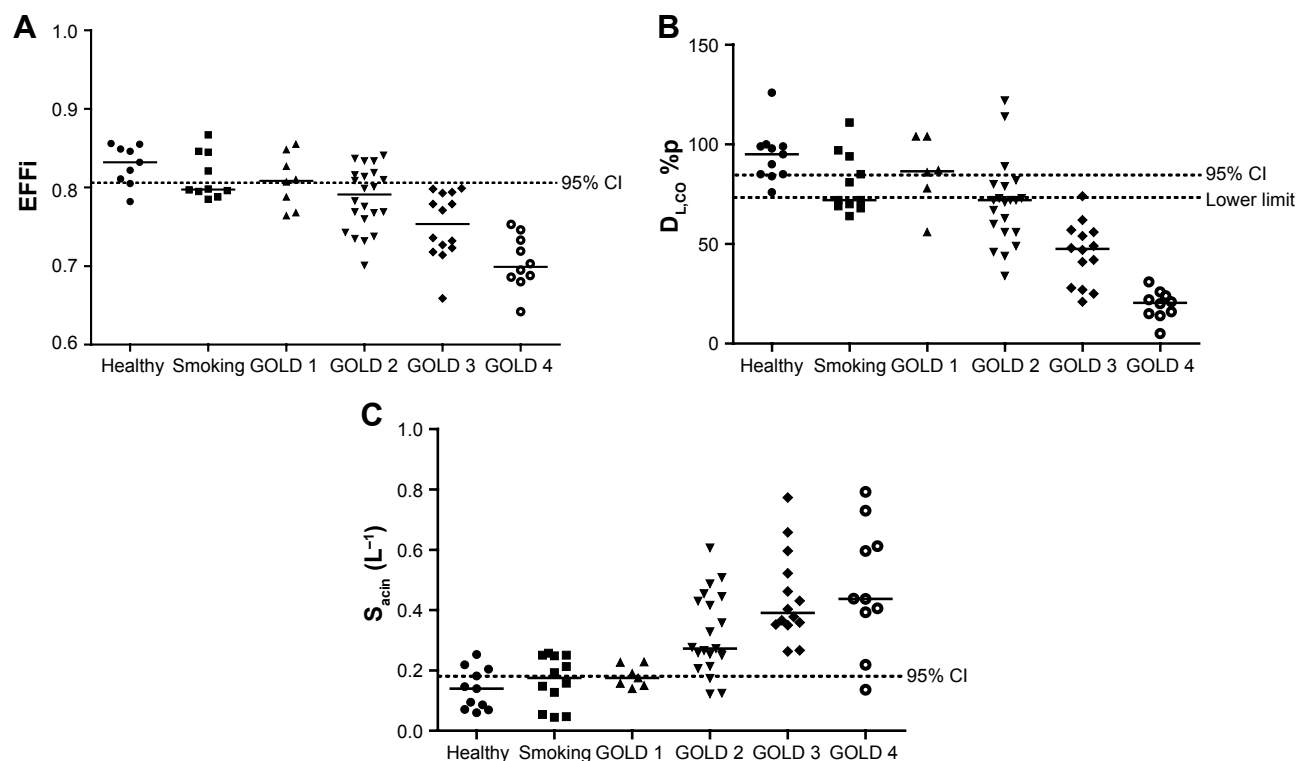 A
EFFi
1.0
0.9
0.8
0.7
0.6
95% CI
Healthy Smoking GOLD 1 GOLD 2 GOLD 3 GOLD 4
B
D_L,CO %p
150
100
50
0
95% CI
Lower limit
Healthy Smoking GOLD 1 GOLD 2 GOLD 3 GOLD 4
C
S_acin (L⁻¹)
1.0
0.8
0.6
0.4
0.2
0.0
95% CI
Healthy Smoking GOLD 1 GOLD 2 GOLD 3 GOLD 4